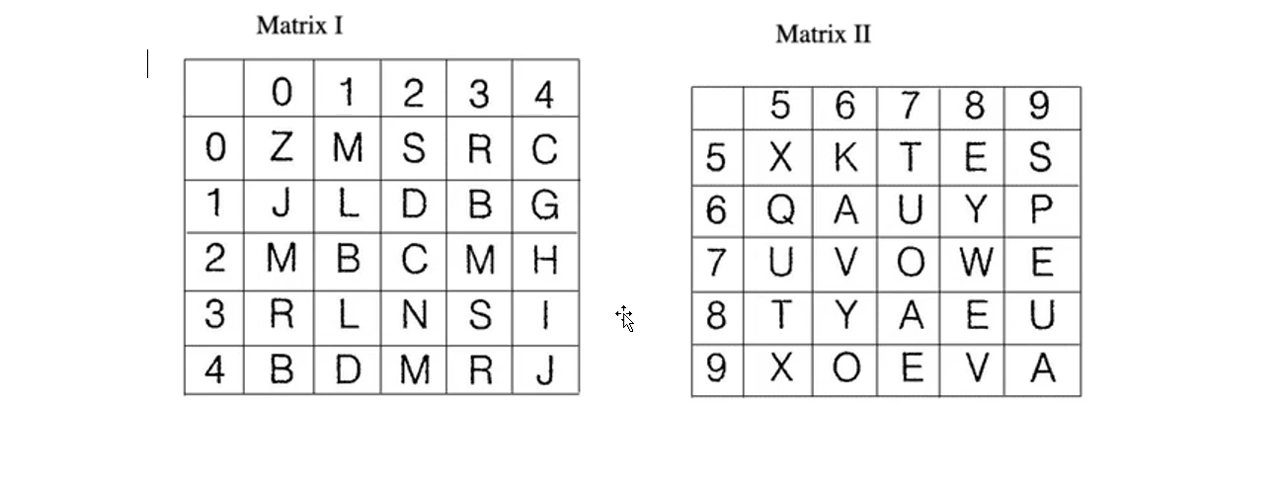 Matrix I
0 1 2 3 4
0 Z M S R C
1 J L D B G
2 M B C M H
3 R L N S I
4 B D M R J
Matrix II
5 6 7 8 9
5 X K T E S
6 Q A U Y P
7 U V O W E
8 T Y A E U
9 X O E V A